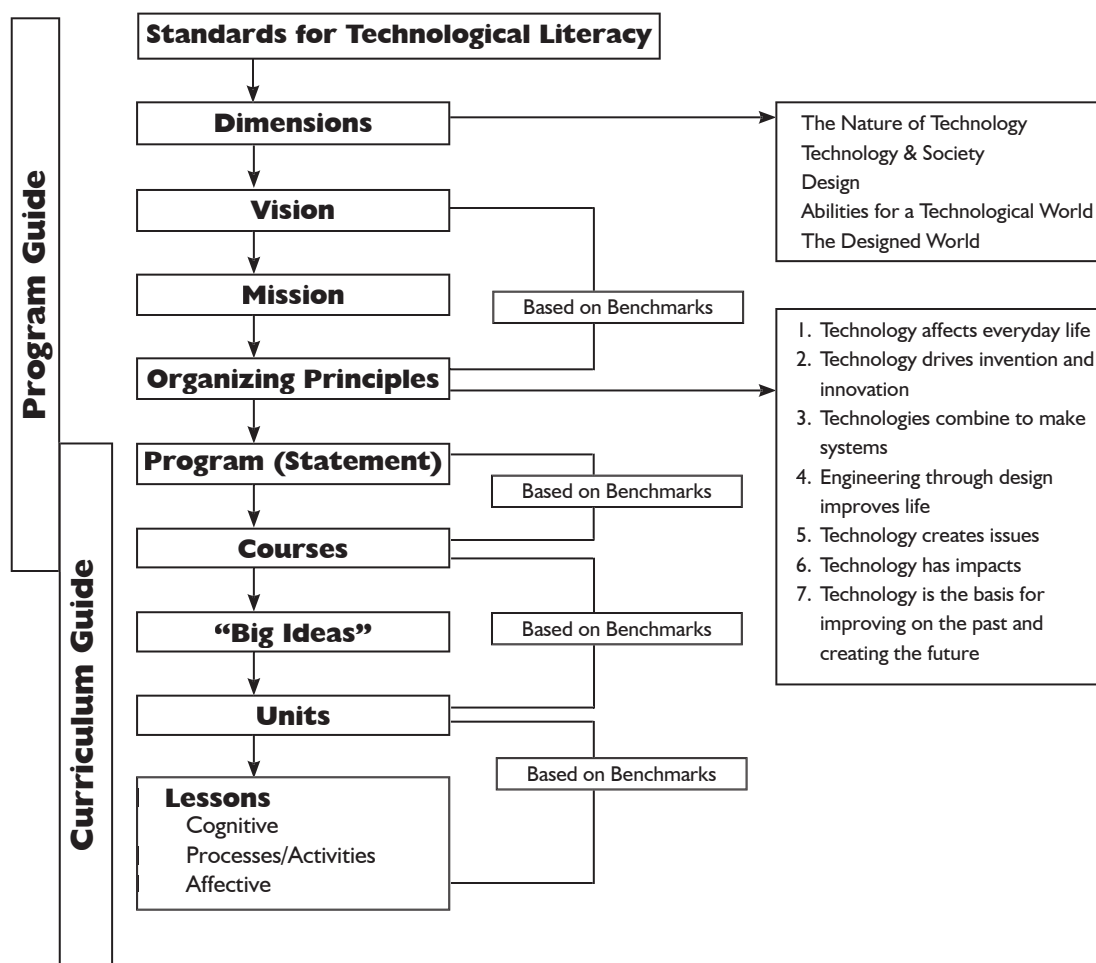 Standards for Technological Literacy
Dimensions
The Nature of Technology
Technology & Society
Design
Abilities for a Technological World
The Designed World
Vision
Mission
Based on Benchmarks
Organizing Principles
1. Technology affects everyday life
2. Technology drives invention and
innovation
3. Technologies combine to make
systems
4. Engineering through design
improves life
5. Technology creates issues
6. Technology has impacts
7. Technology is the basis for
improving on the past and
creating the future
Program (Statement)
Based on Benchmarks
Courses
"Big Ideas"
Based on Benchmarks
Units
Based on Benchmarks
Lessons
Cognitive
Processes/Activities
Affective
Program Guide
Curriculum Guide